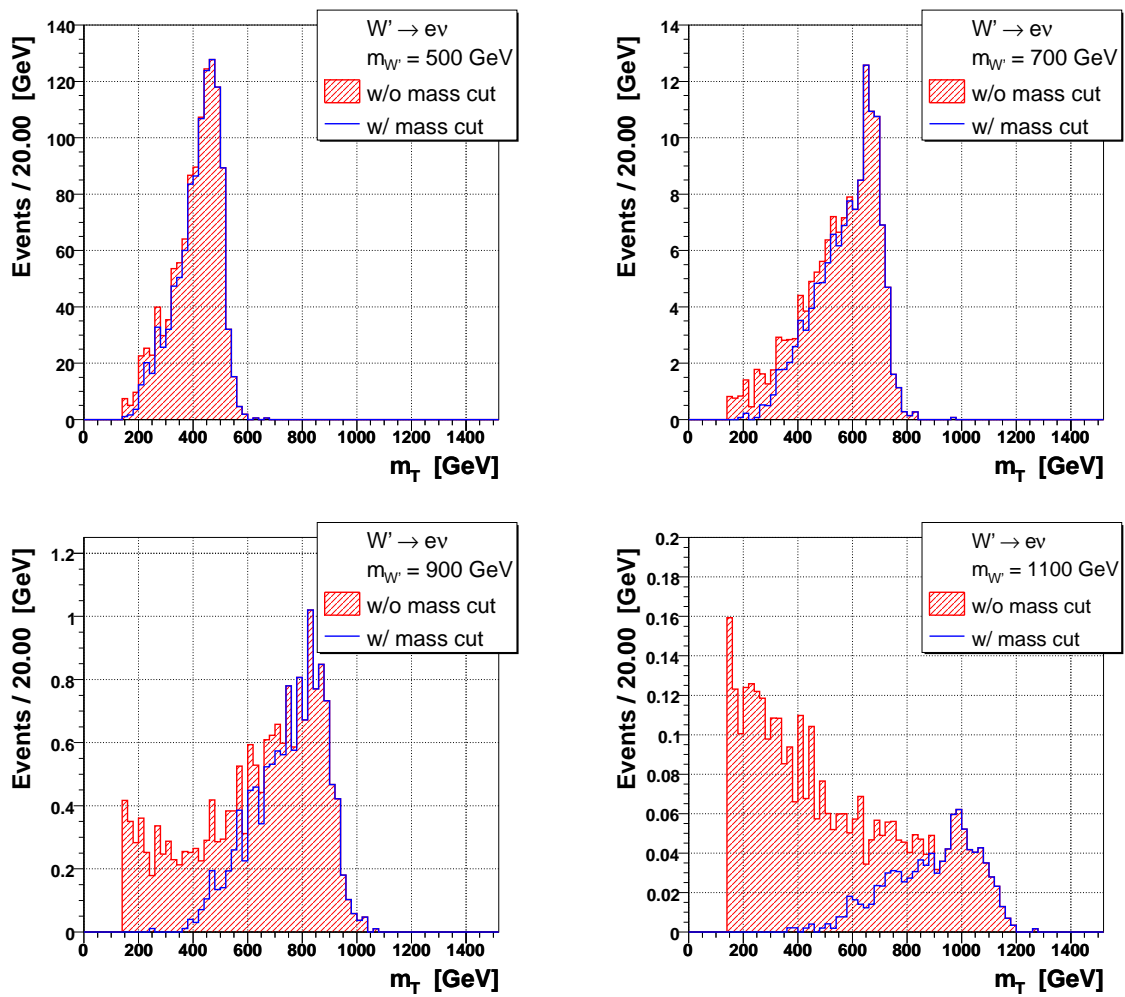 W' → eν
m_W' = 500 GeV
w/o mass cut
w/ mass cut
Events / 20.00 [GeV]
140
120
100
80
60
40
20
0
0 200 400 600 800 1000 1200 1400
m_T [GeV]
W' → eν
m_W' = 700 GeV
w/o mass cut
w/ mass cut
Events / 20.00 [GeV]
14
12
10
8
6
4
2
0
0 200 400 600 800 1000 1200 1400
m_T [GeV]
W' → eν
m_W' = 900 GeV
w/o mass cut
w/ mass cut
Events / 20.00 [GeV]
1.2
1
0.8
0.6
0.4
0.2
0
0 200 400 600 800 1000 1200 1400
m_T [GeV]
W' → eν
m_W' = 1100 GeV
w/o mass cut
w/ mass cut
Events / 20.00 [GeV]
0.2
0.18
0.16
0.14
0.12
0.1
0.08
0.06
0.04
0.02
0
0 200 400 600 800 1000 1200 1400
m_T [GeV]